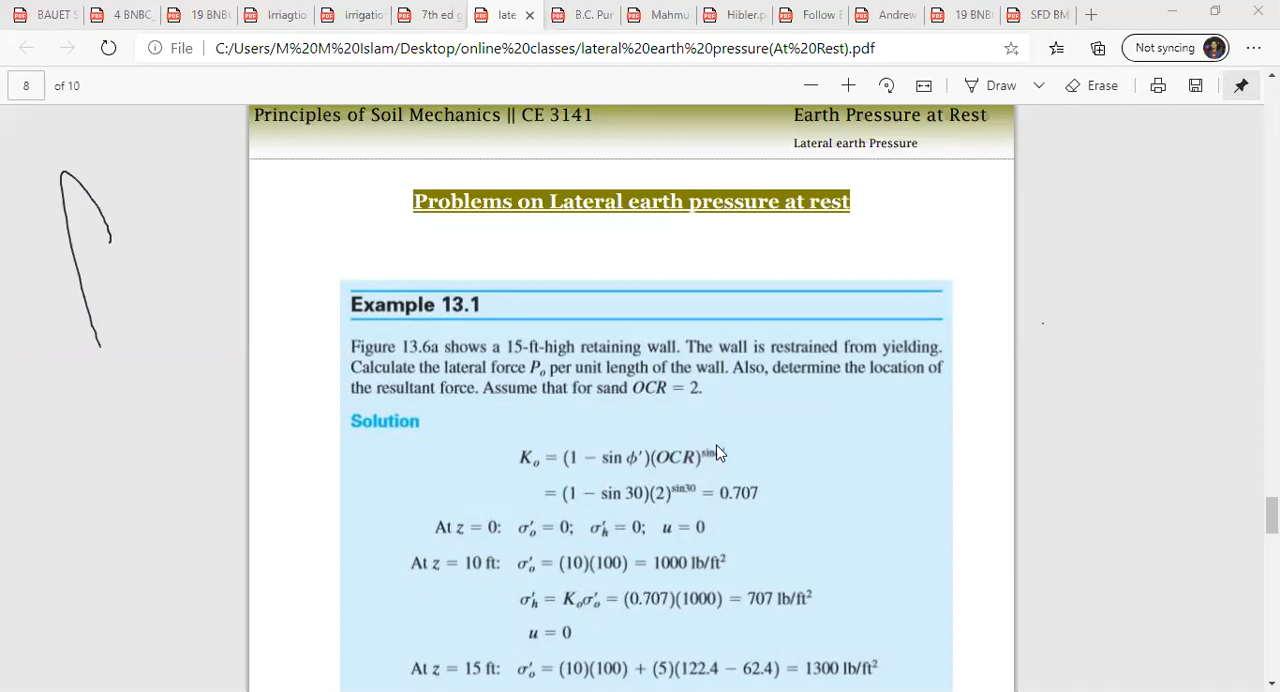 BAUET S
4 BNBC_
19 BNBU
Irriagtio
irrigatic
7th ed g
late
B.C. Pur
Mahmu
Hibler.p
Follow E
Andrew
19 BNB
SFD BM
File
C:/Users/M%20M%20Islam/Desktop/online%20classes/lateral%20earth%20pressure(At%20Rest).pdf
Not syncing
8 of 10
Draw
Erase
Principles of Soil Mechanics || CE 3141
Earth Pressure at Rest
Lateral earth Pressure
Problems on Lateral earth pressure at rest
Example 13.1
Figure 13.6a shows a 15-ft-high retaining wall. The wall is restrained from yielding.
Calculate the lateral force Pₒ per unit length of the wall. Also, determine the location of
the resultant force. Assume that for sand OCR = 2.
Solution
Kₒ = (1 − sin ϕ′)(OCR)^sin
= (1 − sin 30)(2)^sin30 = 0.707
At z = 0: σ′ₒ = 0; σ′ₕ = 0; u = 0
At z = 10 ft: σ′ₒ = (10)(100) = 1000 lb/ft²
σ′ₕ = Kₒσ′ₒ = (0.707)(1000) = 707 lb/ft²
u = 0
At z = 15 ft: σ′ₒ = (10)(100) + (5)(122.4 − 62.4) = 1300 lb/ft²